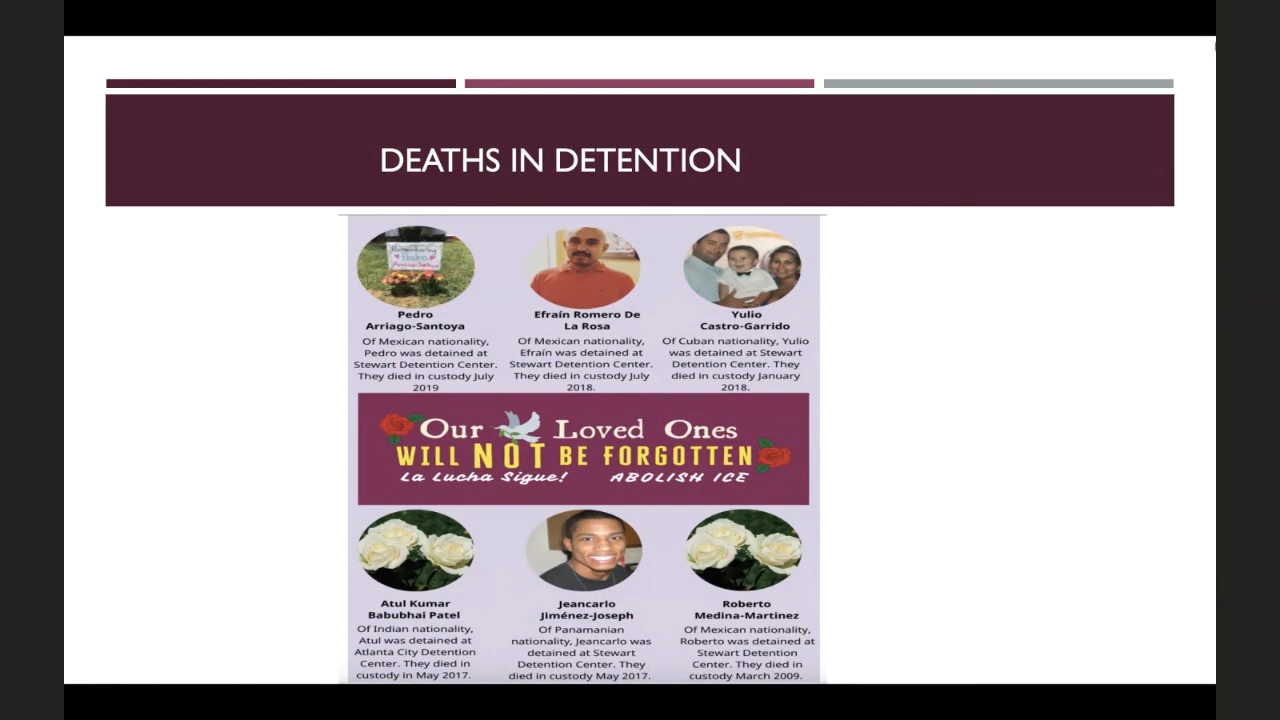 DEATHS IN DETENTION
Remembering
Pedro
Arriago-Santoya
Pedro
Arriago-Santoya
Of Mexican nationality,
Pedro was detained at
Stewart Detention Center.
They died in custody July
2019
Efraín Romero De
La Rosa
Of Mexican nationality,
Efraín was detained at
Stewart Detention Center.
They died in custody July
2018.
Yulio
Castro-Garrido
Of Cuban nationality, Yulio
was detained at Stewart
Detention Center. They
died in custody January
2018.
Our Loved Ones
WILL NOT BE FORGOTTEN
La Lucha Sigue! ABOLISH ICE
Atul Kumar
Babubhai Patel
Of Indian nationality,
Atul was detained at
Atlanta City Detention
Center. They died in
custody in May 2017.
Jeancarlo
Jiménez-Joseph
Of Panamanian
nationality, Jeancarlo was
detained at Stewart
Detention Center. They
died in custody May 2017.
Roberto
Medina-Martinez
Of Mexican nationality,
Roberto was detained at
Stewart Detention
Center. They died in
custody March 2009.